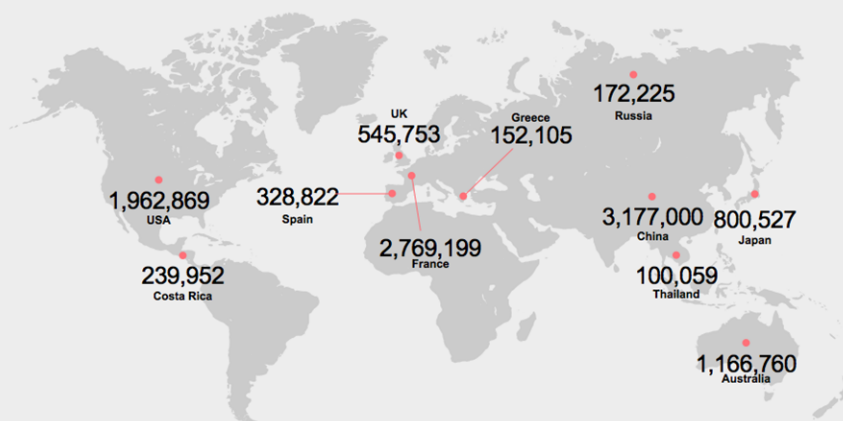 172,225
Russia
UK
545,753
Greece
152,105
1,962,869
USA
328,822
Spain
2,769,199
France
3,177,000
China
800,527
Japan
239,952
Costa Rica
100,059
Thailand
1,166,760
Australia